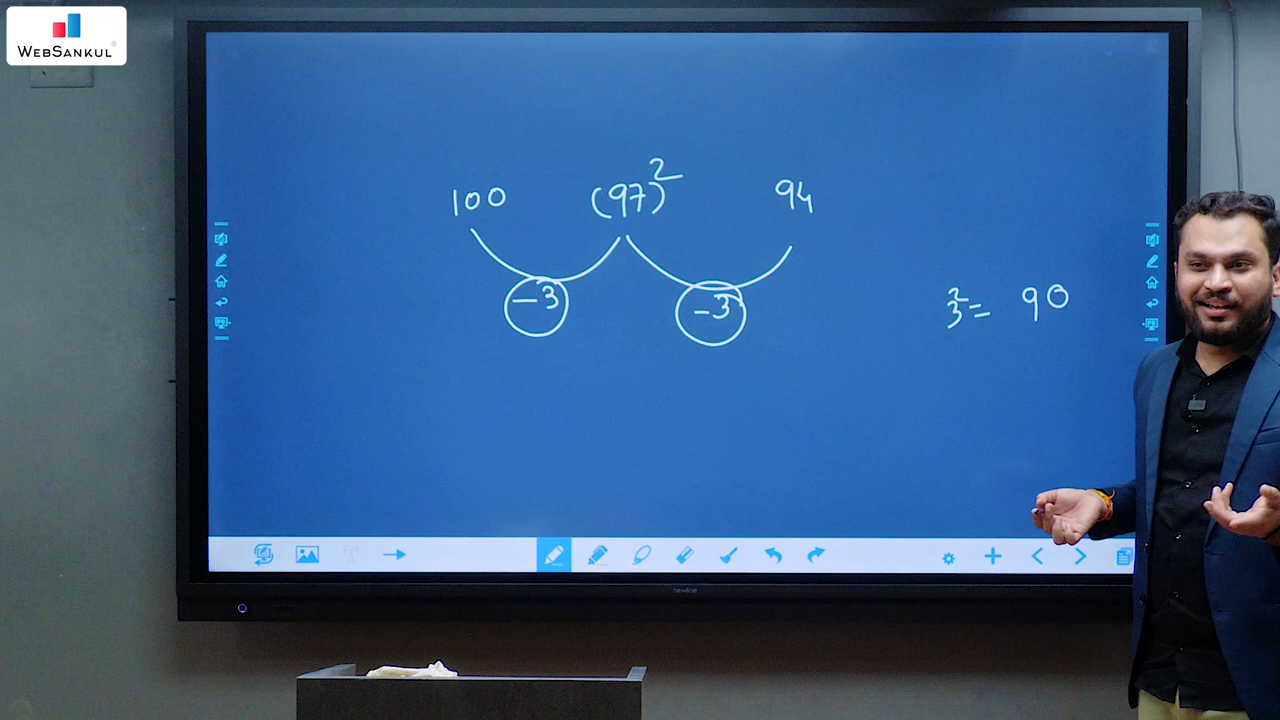 WEBSANKUL®
100 (97)² 94
-3 -3
3² = 90
newline